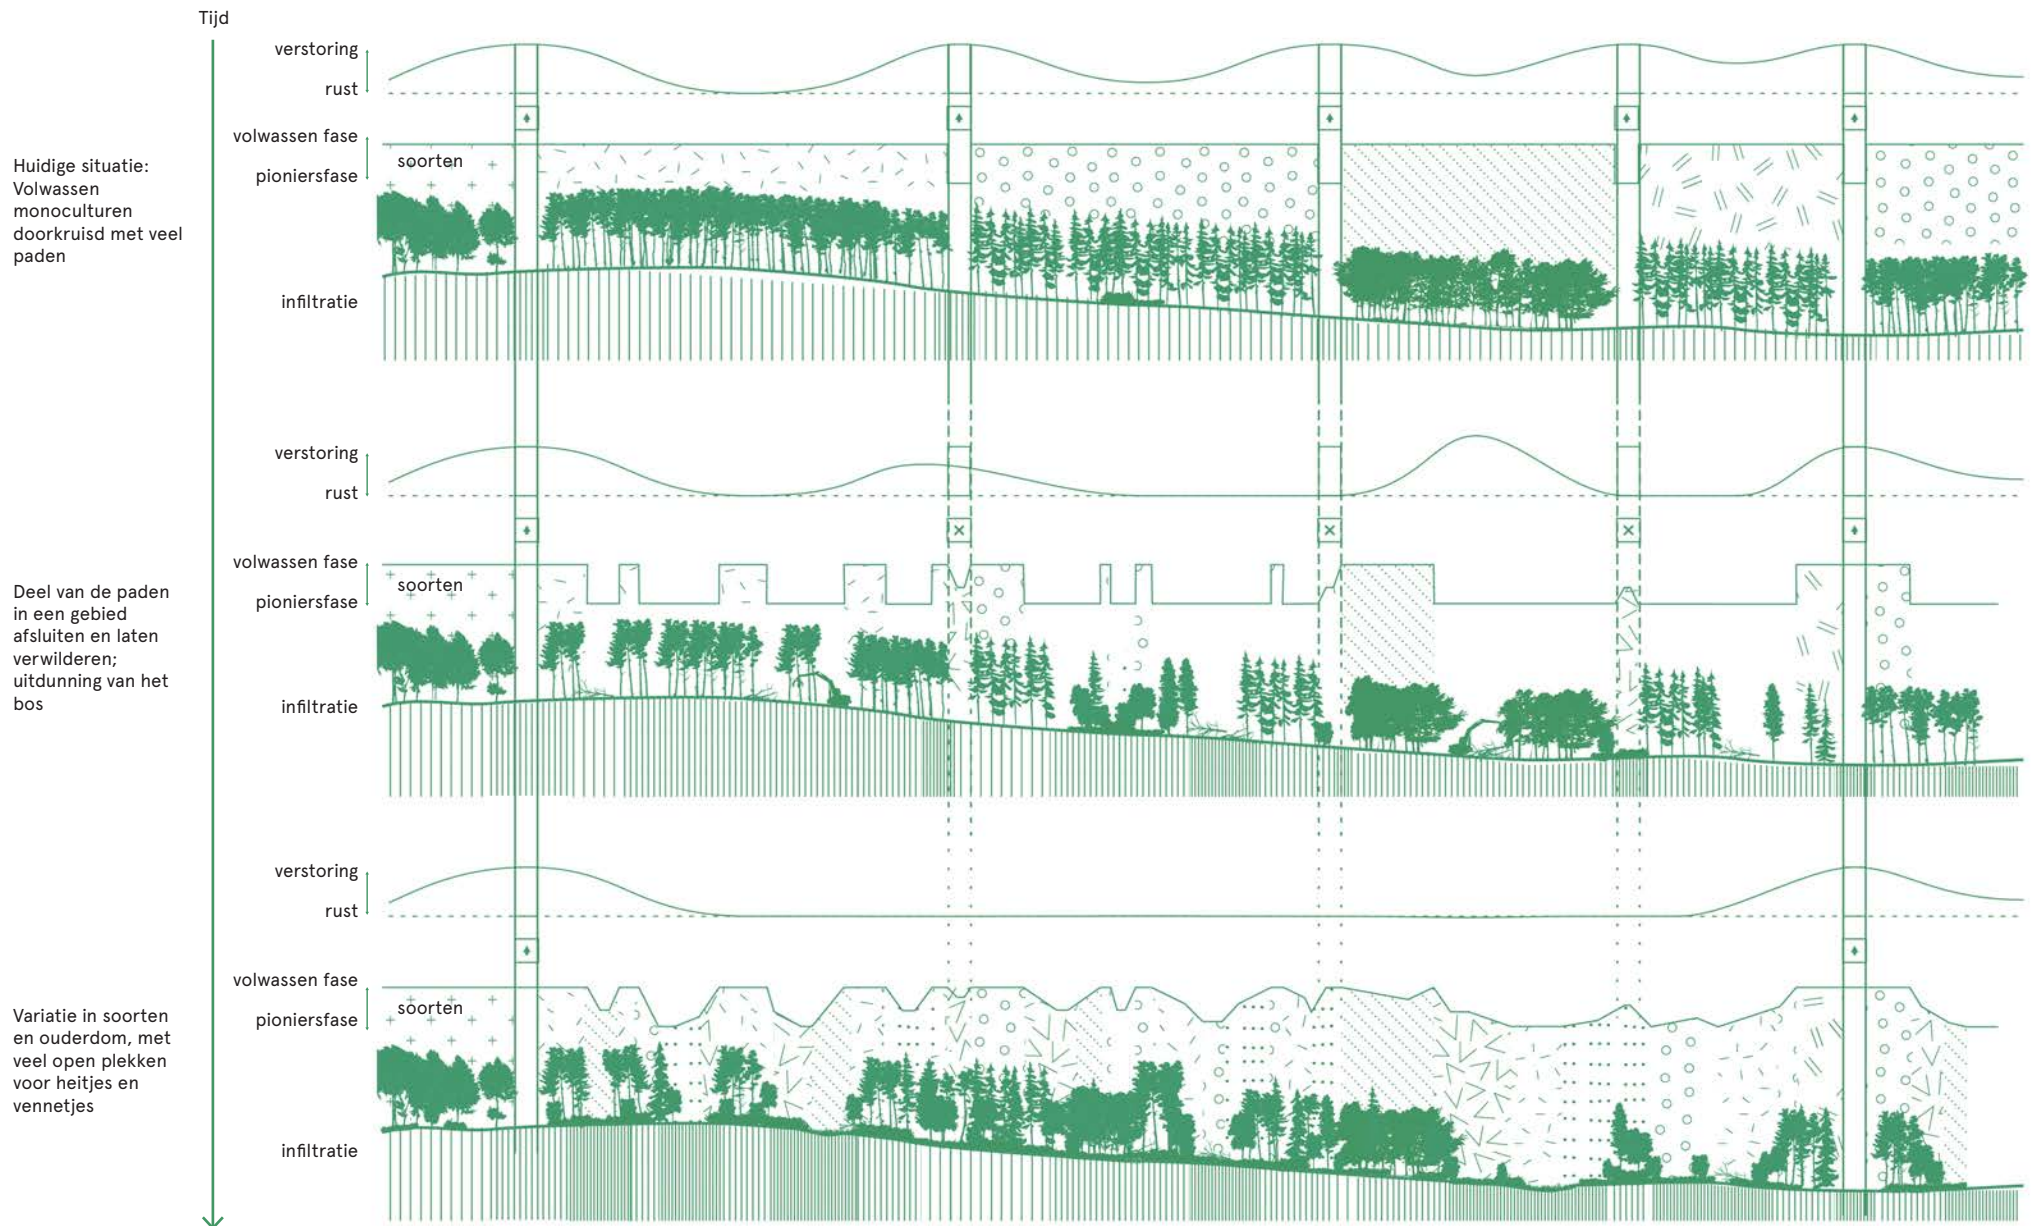 Tijd
verstoring
rust
volwassen fase
soorten
pioniersfase
Huidige situatie:
Volwassen
monoculturen
doorkruisd met veel
paden
infiltratie
verstoring
rust
volwassen fase
soorten
pioniersfase
Deel van de paden
in een gebied
afsluiten en laten
verwilderen;
uitdunning van het
bos
infiltratie
verstoring
rust
volwassen fase
soorten
pioniersfase
Variatie in soorten
en ouderdom, met
veel open plekken
voor heitjes en
vennetjes
infiltratie